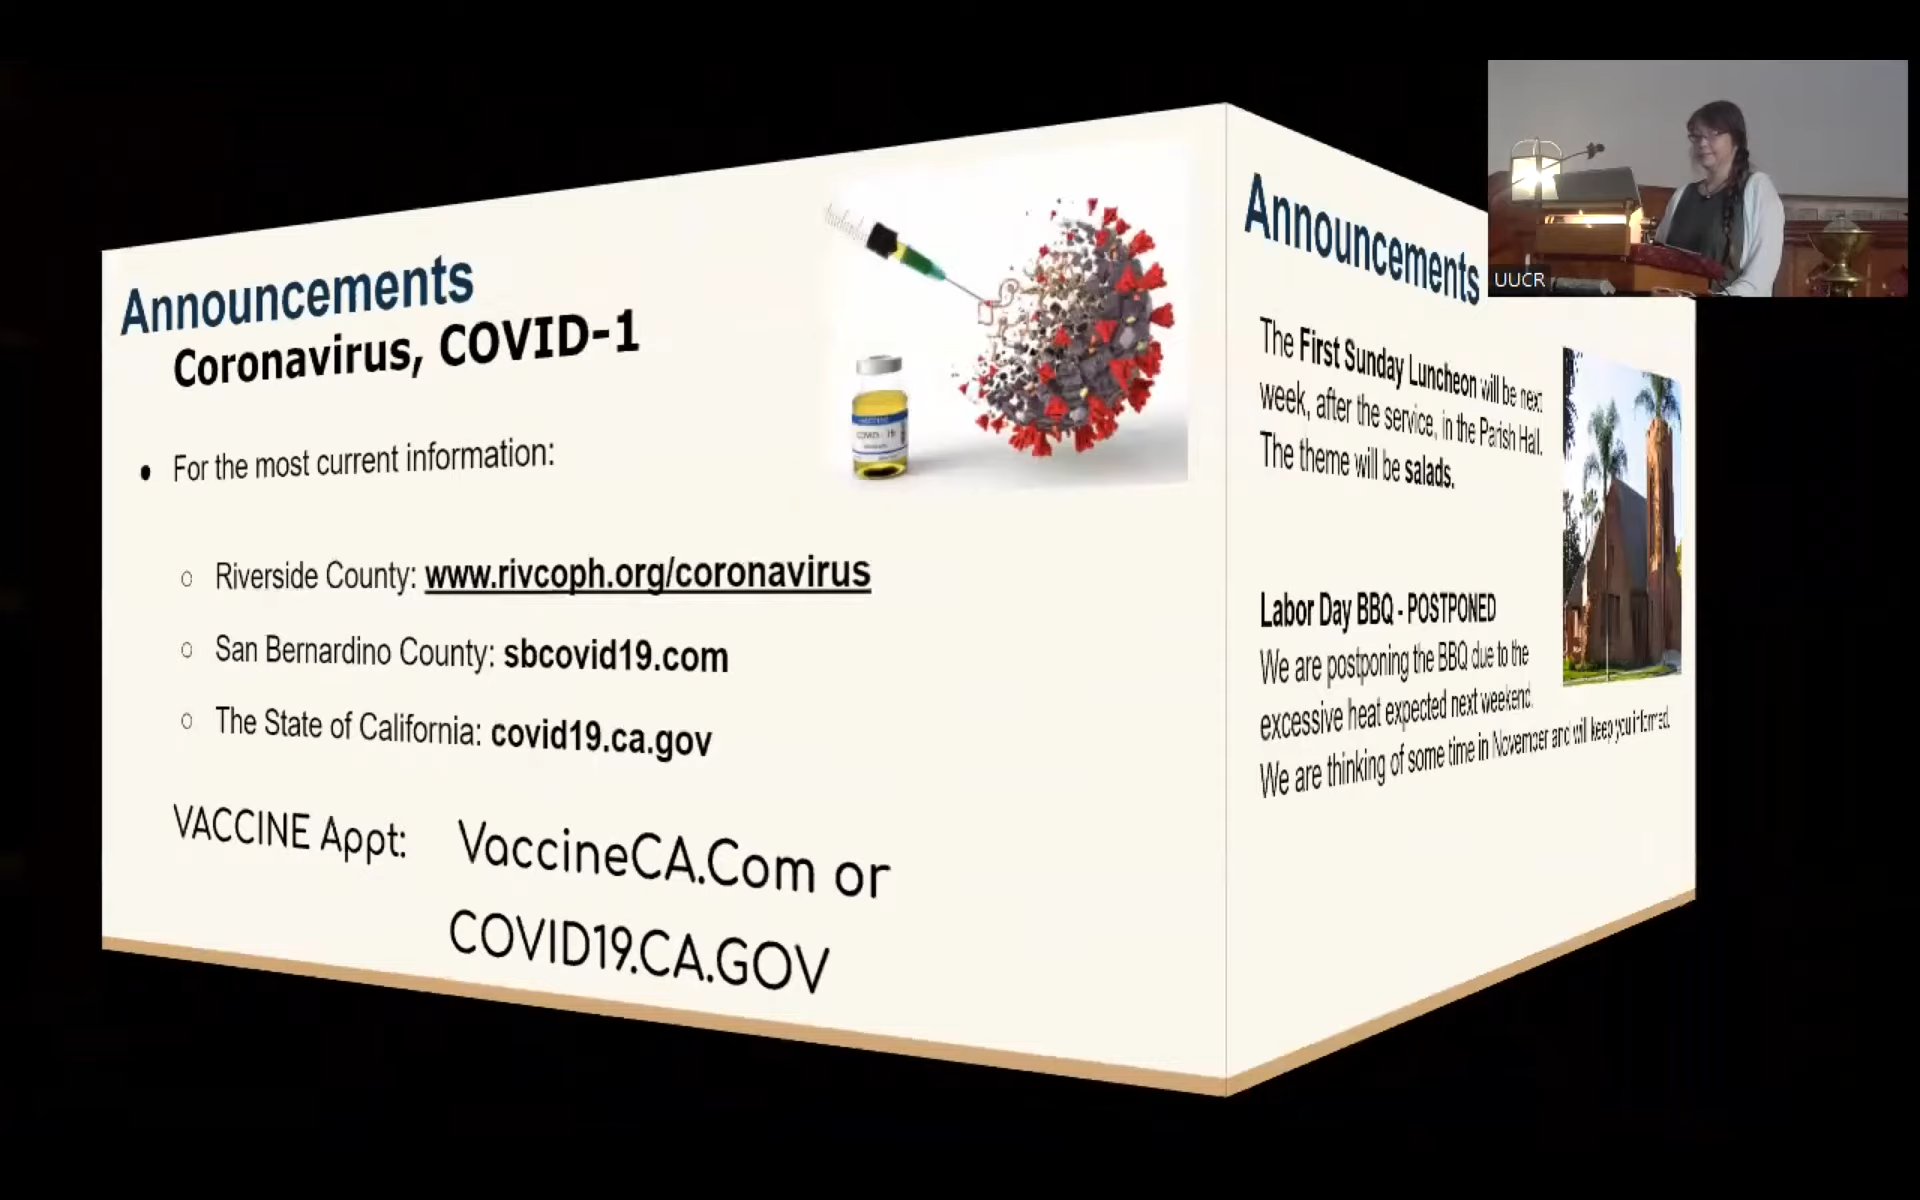 Announcements
Coronavirus, COVID-1
• For the most current information:
○ Riverside County: www.rivcoph.org/coronavirus
○ San Bernardino County: sbcovid19.com
○ The State of California: covid19.ca.gov
VACCINE Appt: VaccineCA.Com or
COVID19.CA.GOV
COVID-19
Announcements
The First Sunday Luncheon will be next
week, after the service, in the Parish Hall.
The theme will be salads.
Labor Day BBQ - POSTPONED
We are postponing the BBQ due to the
excessive heat expected next weekend.
We are thinking of some time in November and will keep you informed.
UUCR